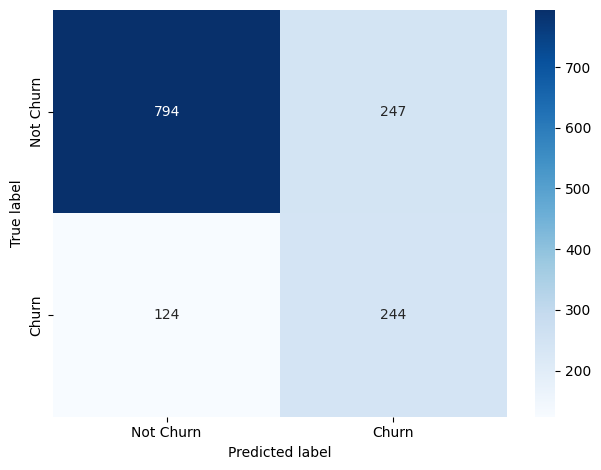 Not Churn
Churn
True label
794
247
124
244
Not Churn
Churn
Predicted label
700
600
500
400
300
200